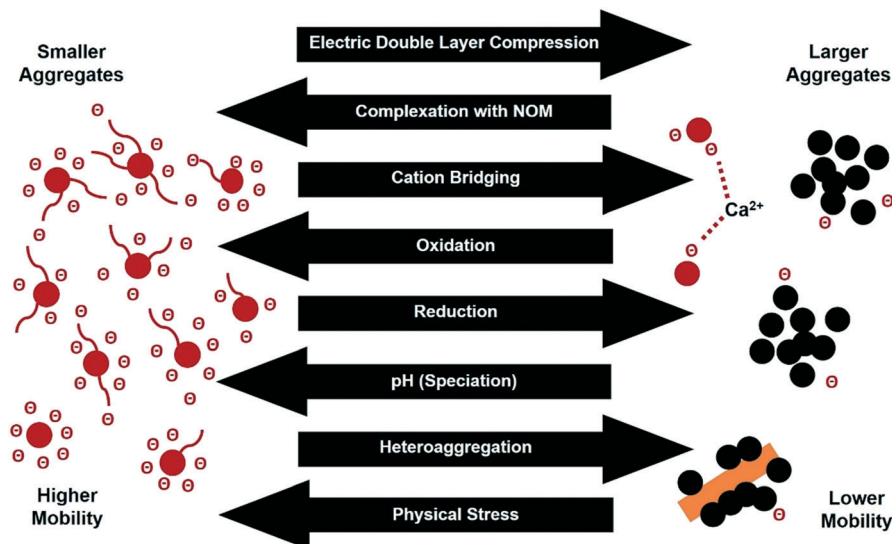 Smaller
Aggregates
Electric Double Layer Compression
Larger
Aggregates
Complexation with NOM
Cation Bridging
Ca²⁺
Oxidation
Reduction
pH (Speciation)
Heteroaggregation
Higher
Mobility
Physical Stress
Lower
Mobility